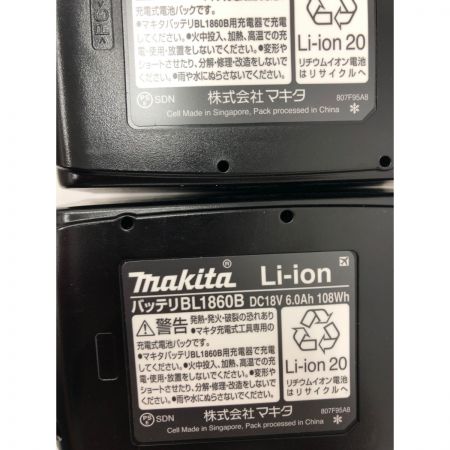 充電式電池パックです。
●マキタバッテリBL1860B用充電器で充電
してください。●火中投入、加熱、高温での充
電・使用・放置をしないでください。●変形や
ショートさせたり、分解・修理・改造をしないで
ください。●雨や水にぬらさないでください。
Li-ion 20
リチウムイオン電池
はリサイクルへ
PS E SDN 株式会社マキタ
Cell Made in Singapore, Pack processed in China
807F95A8
makita® Li-ion
バッテリBL1860B DC18V 6.0Ah 108Wh
⚠警告 発熱・発火・破裂の恐れあり
●マキタ充電式工具専用の
充電式電池パックです。
●マキタバッテリBL1860B用充電器で充電
してください。●火中投入、加熱、高温での充
電・使用・放置をしないでください。●変形や
ショートさせたり、分解・修理・改造をしないで
ください。●雨や水にぬらさないでください。
Li-ion 20
リチウムイオン電池
はリサイクルへ
PS E SDN 株式会社マキタ
Cell Made in Singapore, Pack processed in China
807F95A8